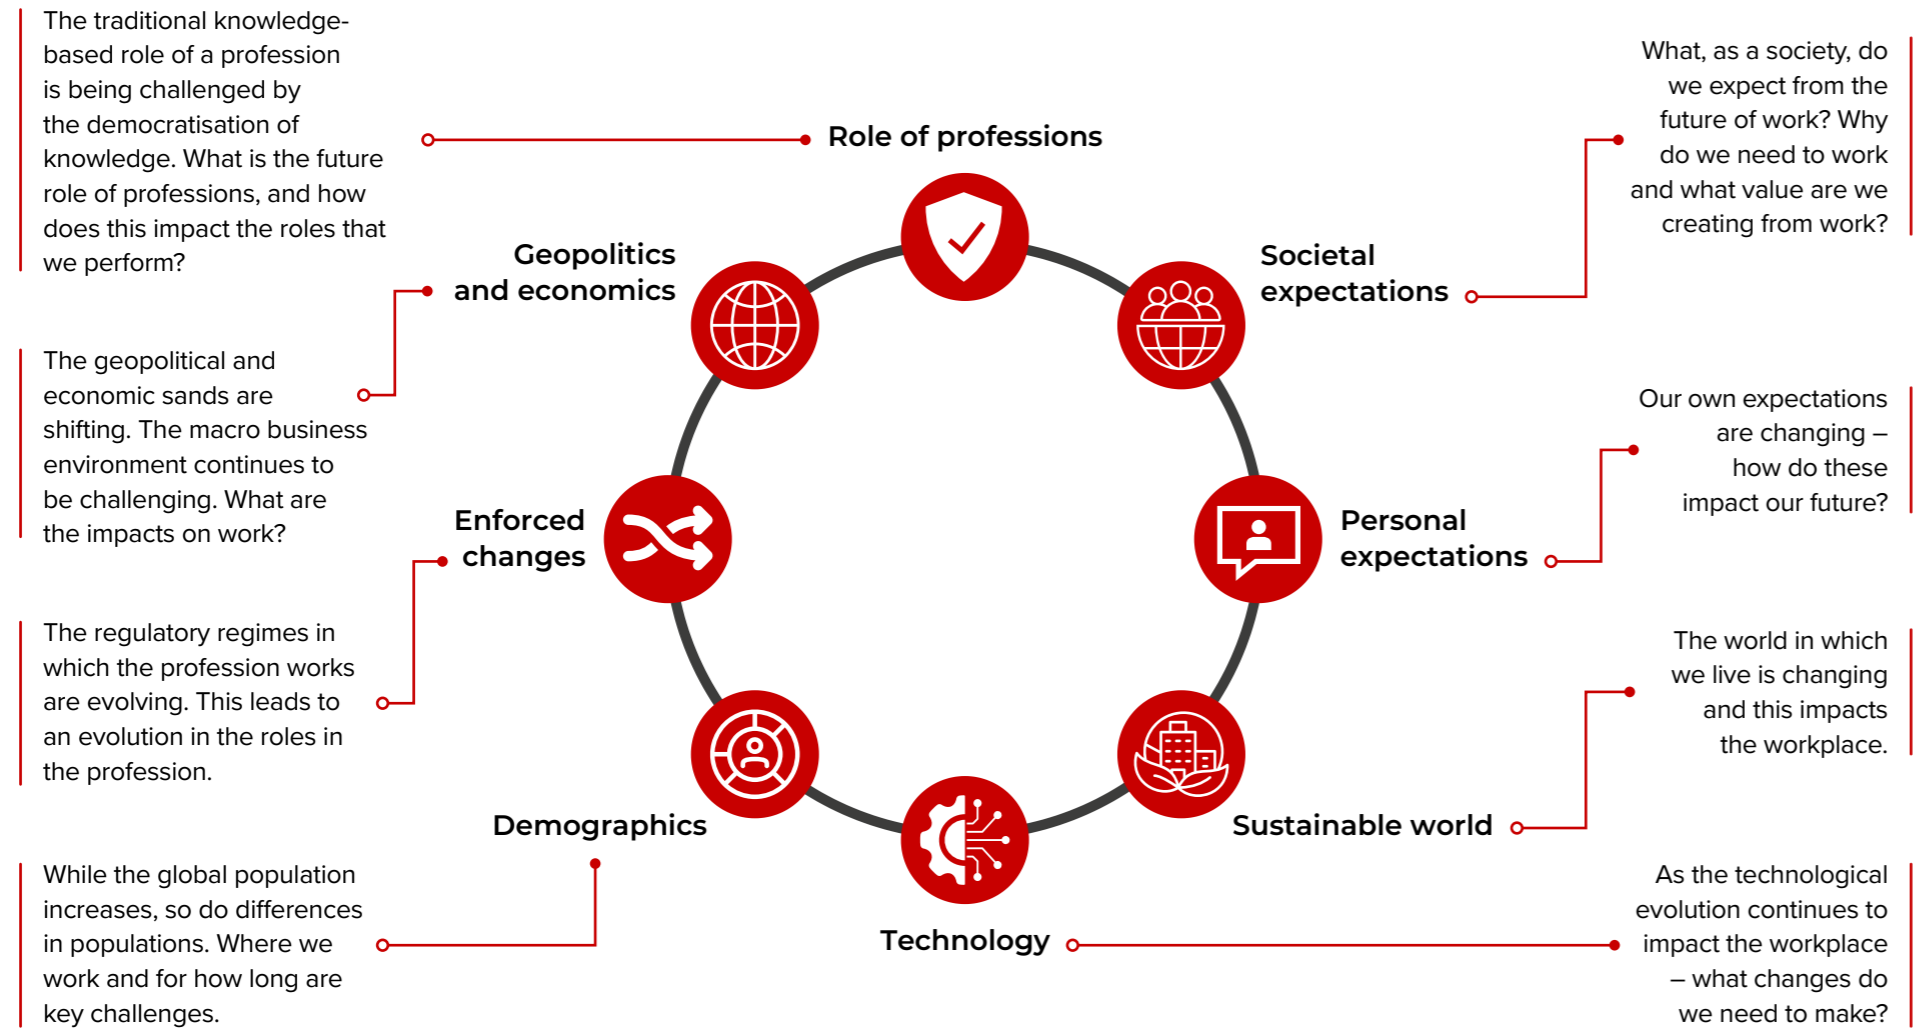 The traditional knowledge-
based role of a profession
is being challenged by
the democratisation of
knowledge. What is the future
role of professions, and how
does this impact the roles that
we perform?
Role of professions
What, as a society, do
we expect from the
future of work? Why
do we need to work
and what value are we
creating from work?
Geopolitics
and economics
Societal
expectations
The geopolitical and
economic sands are
shifting. The macro business
environment continues to
be challenging. What are
the impacts on work?
Our own expectations
are changing –
how do these
impact our future?
Enforced
changes
Personal
expectations
The regulatory regimes in
which the profession works
are evolving. This leads to
an evolution in the roles in
the profession.
The world in which
we live is changing
and this impacts
the workplace.
Demographics
Sustainable world
While the global population
increases, so do differences
in populations. Where we
work and for how long are
key challenges.
Technology
As the technological
evolution continues to
impact the workplace
– what changes do
we need to make?